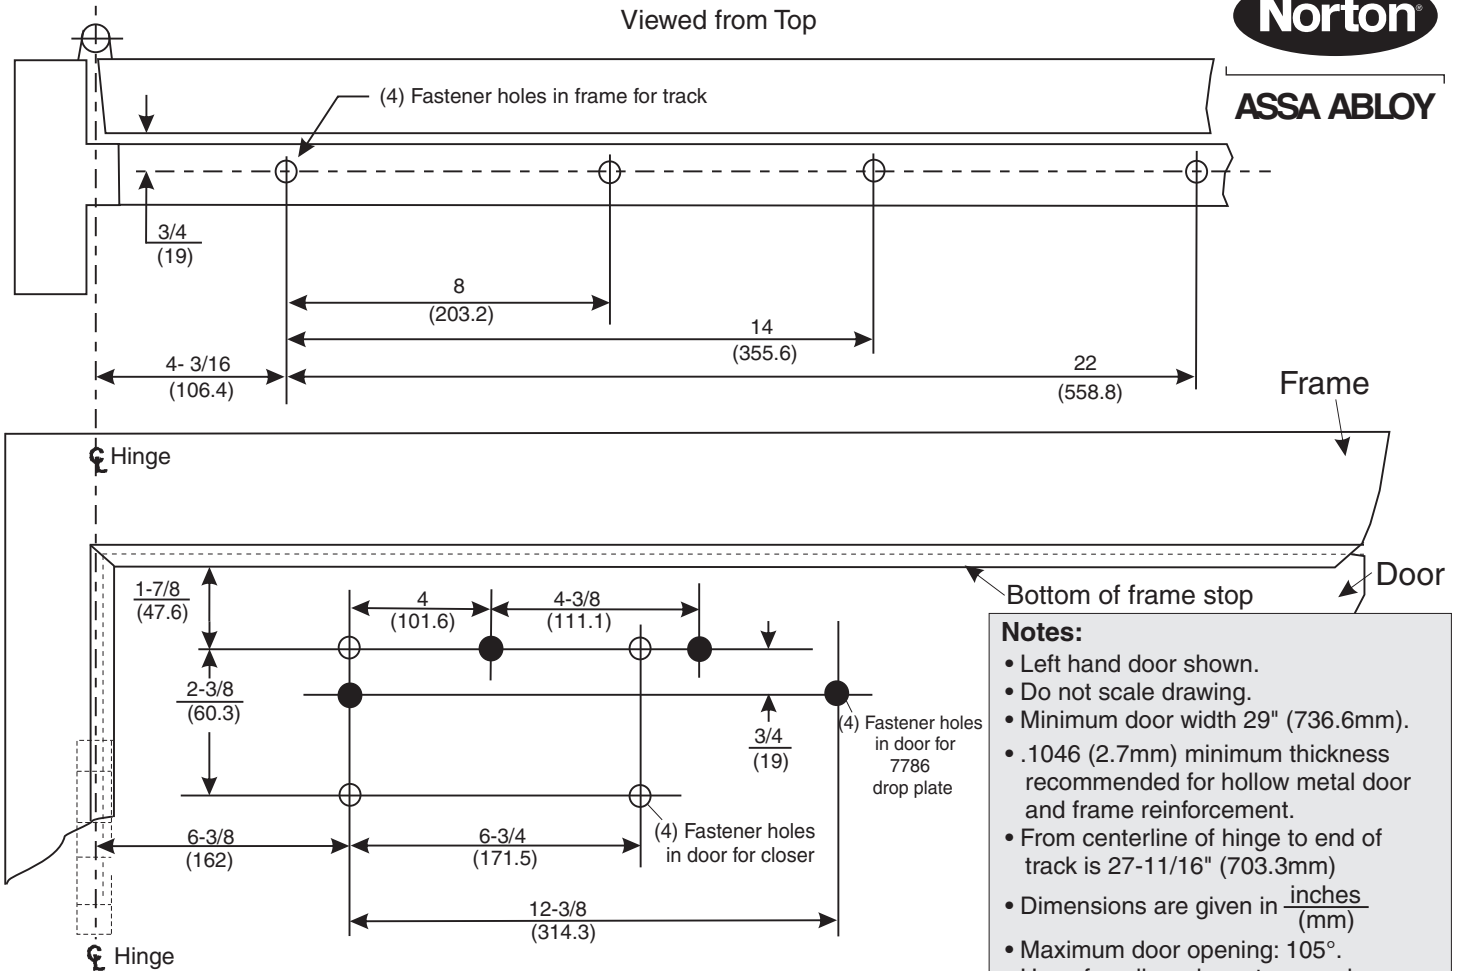 Viewed from Top
Norton®
ASSA ABLOY
(4) Fastener holes in frame for track
3/4
(19)
8
(203.2)
14
(355.6)
4- 3/16
(106.4)
22
(558.8)
Frame
℄ Hinge
Door
Bottom of frame stop
1-7/8
(47.6)
4
(101.6)
4-3/8
(111.1)
2-3/8
(60.3)
3/4
(19)
(4) Fastener holes
in door for
7786
drop plate
(4) Fastener holes
in door for closer
6-3/8
(162)
6-3/4
(171.5)
12-3/8
(314.3)
℄ Hinge
Notes:
• Left hand door shown.
• Do not scale drawing.
• Minimum door width 29" (736.6mm).
• .1046 (2.7mm) minimum thickness
recommended for hollow metal door
and frame reinforcement.
• From centerline of hinge to end of
track is 27-11/16" (703.3mm)
• Dimensions are given in inches
(mm)
• Maximum door opening: 105°.